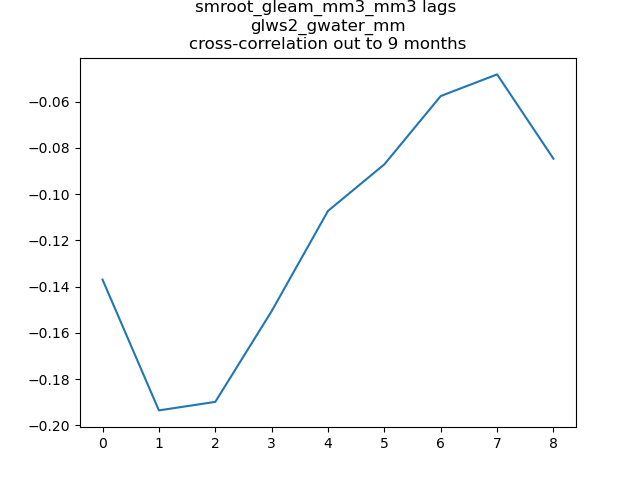 smroot_gleam_mm3_mm3 lags
glws2_gwater_mm
cross-correlation out to 9 months
−0.06
−0.08
−0.10
−0.12
−0.14
−0.16
−0.18
−0.20
0 1 2 3 4 5 6 7 8